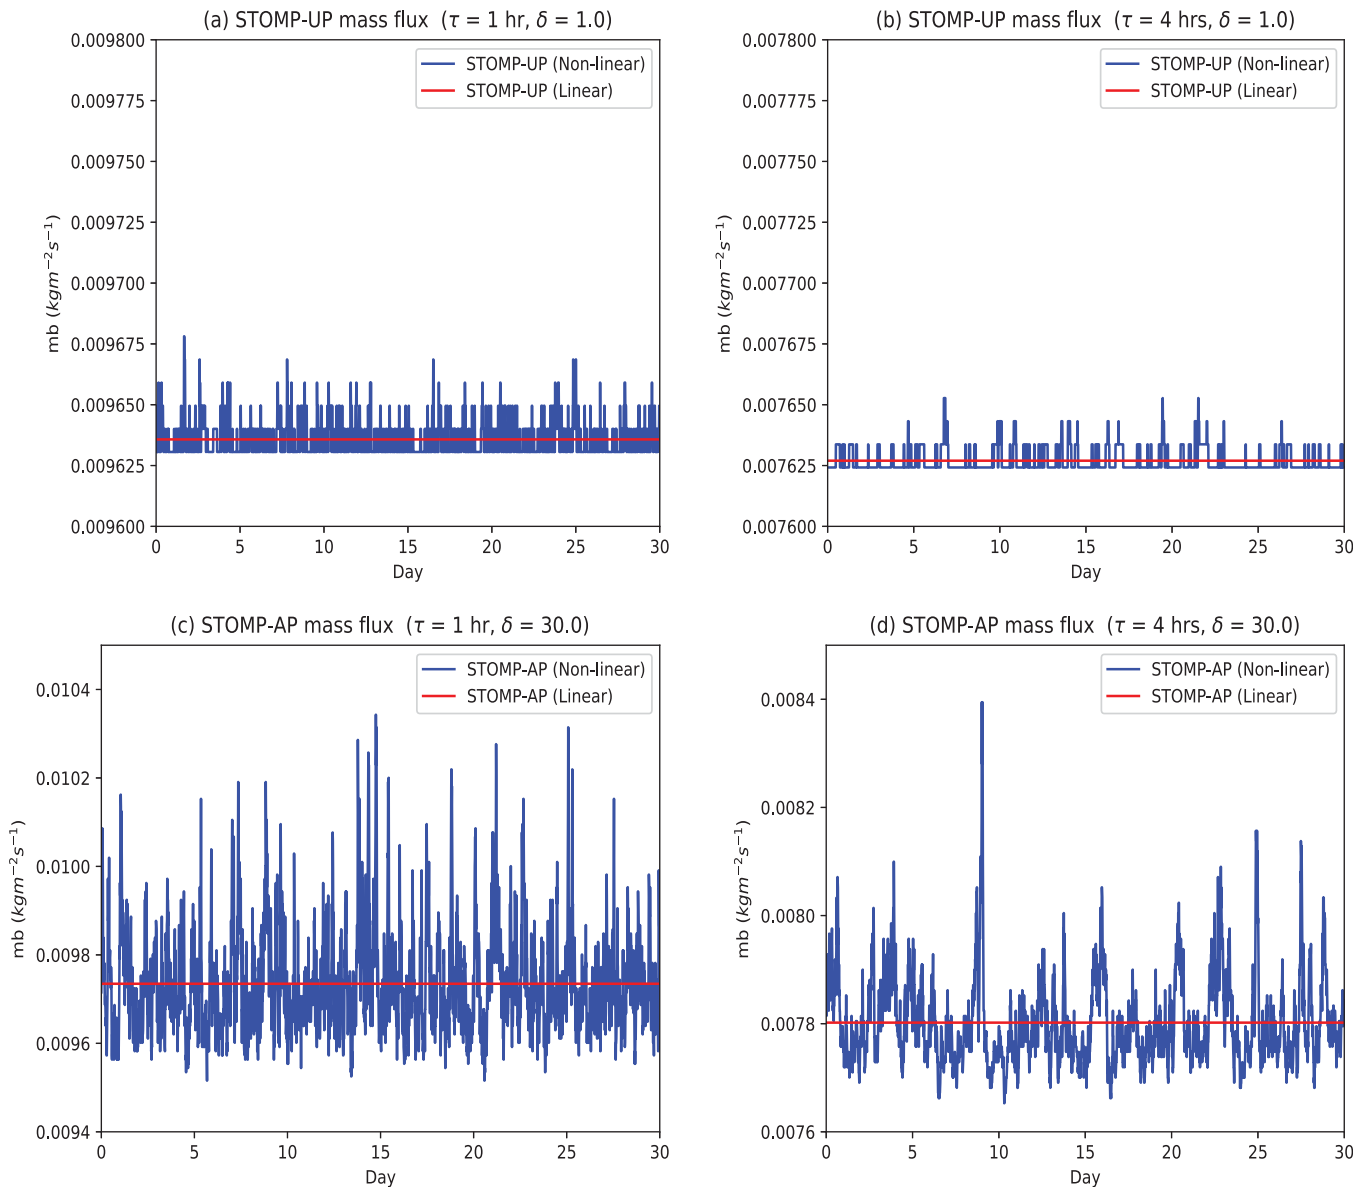 (a) STOMP-UP mass flux (τ = 1 hr, δ = 1.0)
0.009800
0.009775
0.009750
0.009725
0.009700
0.009675
0.009650
0.009625
0.009600
mb (kgm⁻²s⁻¹)
STOMP-UP (Non-linear)
STOMP-UP (Linear)
0 5 10 15 20 25 30
Day
(b) STOMP-UP mass flux (τ = 4 hrs, δ = 1.0)
0.007800
0.007775
0.007750
0.007725
0.007700
0.007675
0.007650
0.007625
0.007600
mb (kgm⁻²s⁻¹)
STOMP-UP (Non-linear)
STOMP-UP (Linear)
0 5 10 15 20 25 30
Day
(c) STOMP-AP mass flux (τ = 1 hr, δ = 30.0)
0.0104
0.0102
0.0100
0.0098
0.0096
0.0094
mb (kgm⁻²s⁻¹)
STOMP-AP (Non-linear)
STOMP-AP (Linear)
0 5 10 15 20 25 30
Day
(d) STOMP-AP mass flux (τ = 4 hrs, δ = 30.0)
0.0084
0.0082
0.0080
0.0078
0.0076
mb (kgm⁻²s⁻¹)
STOMP-AP (Non-linear)
STOMP-AP (Linear)
0 5 10 15 20 25 30
Day